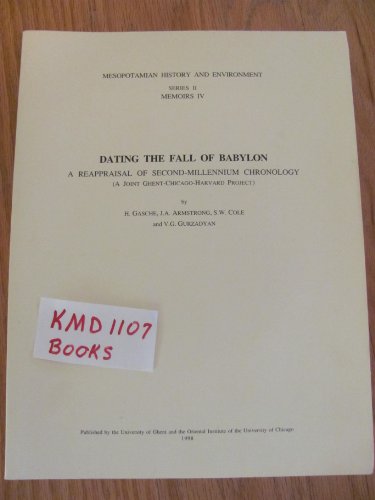 MESOPOTAMIAN HISTORY AND ENVIRONMENT
SERIES II
MEMOIRS IV
DATING THE FALL OF BABYLON
A REAPPRAISAL OF SECOND-MILLENNIUM CHRONOLOGY
(A JOINT GHENT-CHICAGO-HARVARD PROJECT)
by
H. GASCHE, J.A. ARMSTRONG, S.W. COLE
and V.G. GURZADYAN
KMD1107
BOOKS
Published by the University of Ghent and the Oriental Institute of the University of Chicago
1998